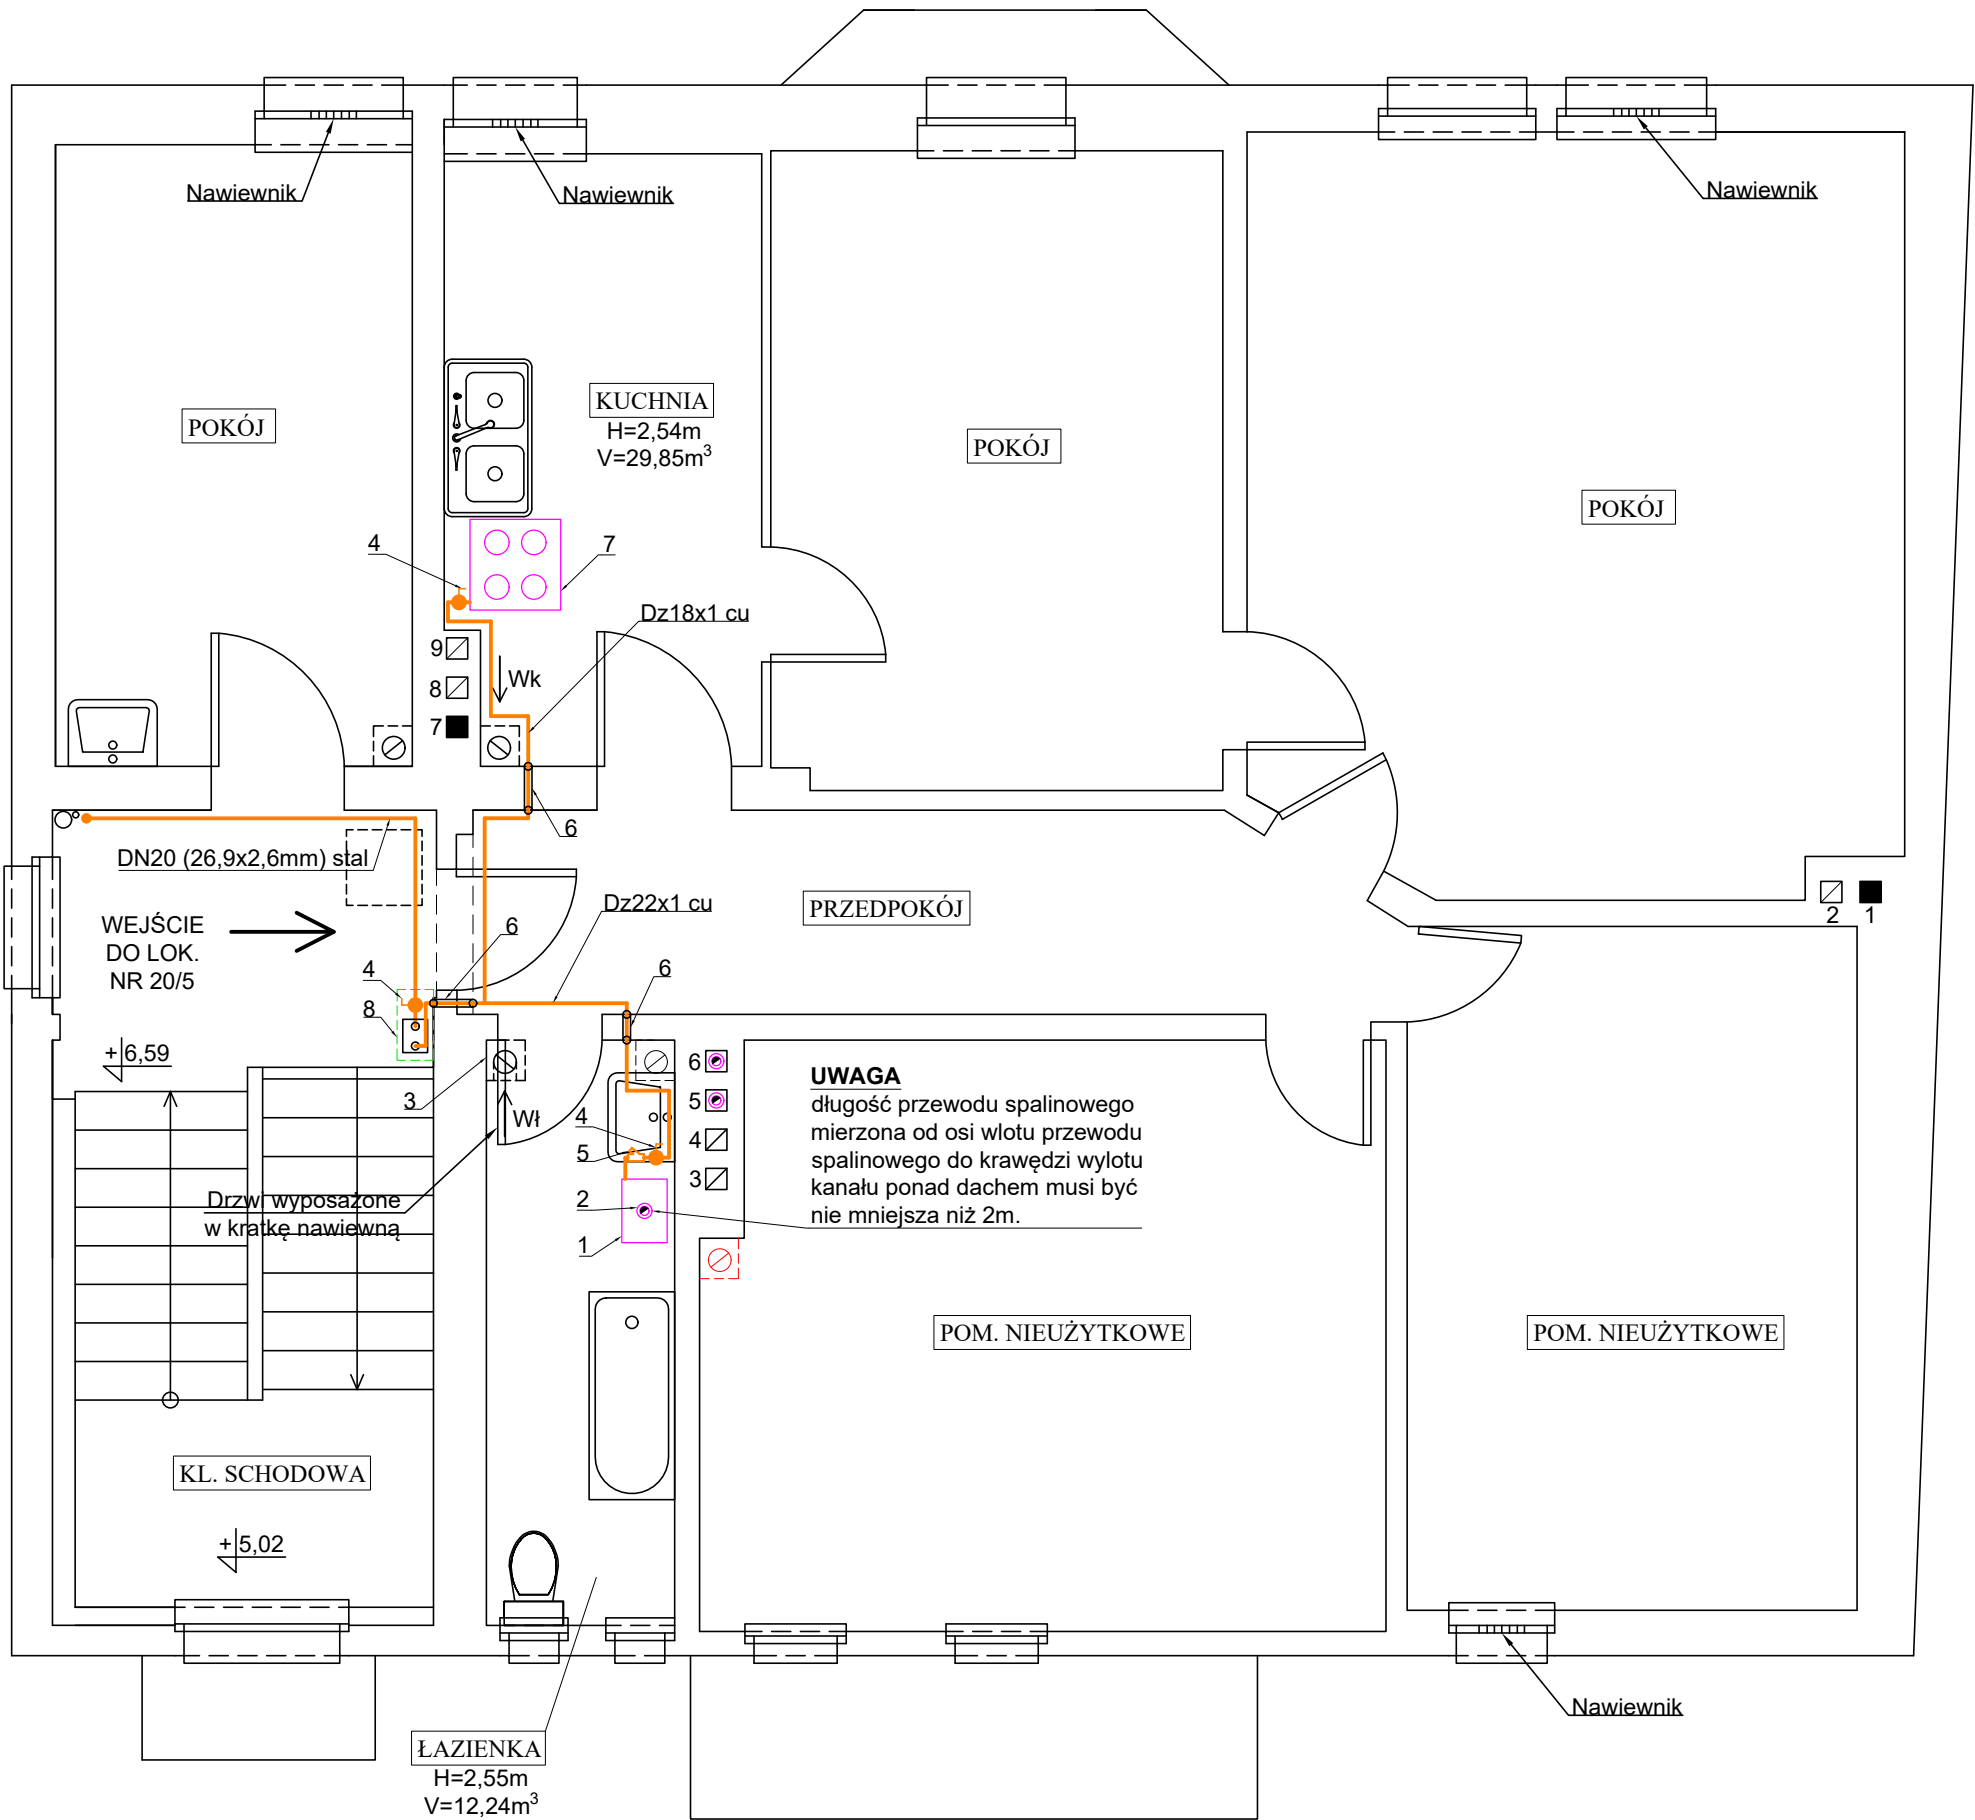 Nawiewnik
Nawiewnik
Nawiewnik
KUCHNIA
H=2,54m
V=29,85m³
POKÓJ
POKÓJ
POKÓJ
4
7
Dz18x1 cu
9
8
Wk
7
6
DN20 (26,9x2,6mm) stal
Dz22x1 cu
PRZEDPOKÓJ
2
1
WEJŚCIE
DO LOK.
NR 20/5
6
4
6
8
+6,59
6
5
4
3
3
Wł
4
5
2
1
UWAGA
długość przewodu spalinowego
mierzona od osi wlotu przewodu
spalinowego do krawędzi wylotu
kanału ponad dachem musi być
nie mniejsza niż 2m.
Drzwi wyposażone
w kratkę nawiewną
POM. NIEUŻYTKOWE
POM. NIEUŻYTKOWE
KL. SCHODOWA
+5,02
Nawiewnik
ŁAZIENKA
H=2,55m
V=12,24m³